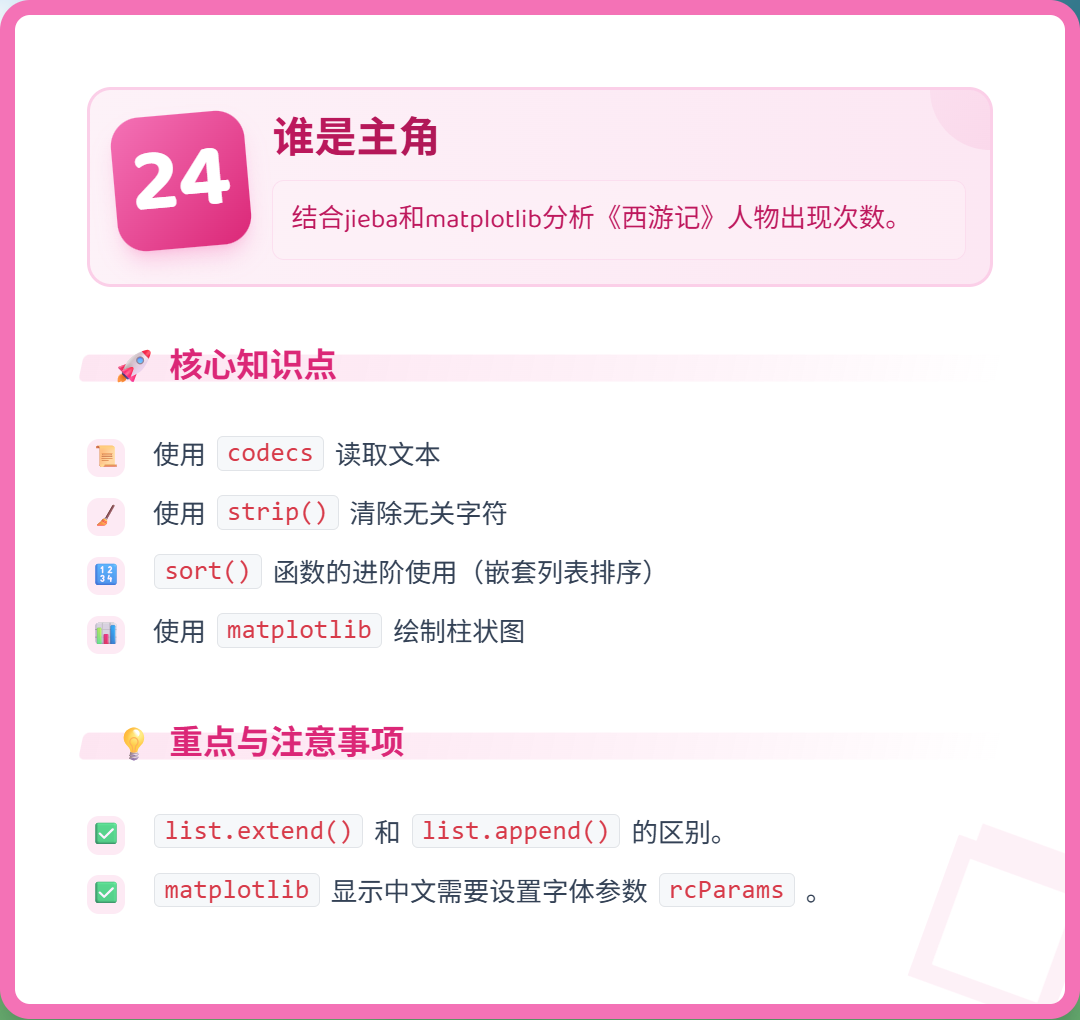 24
谁是主角
结合jieba和matplotlib分析《西游记》人物出现次数。
🚀 核心知识点
📜 使用 codecs 读取文本
🖌️ 使用 strip() 清除无关字符
🔢 sort() 函数的进阶使用（嵌套列表排序）
📊 使用 matplotlib 绘制柱状图
💡 重点与注意事项
✅ list.extend() 和 list.append() 的区别。
✅ matplotlib 显示中文需要设置字体参数 rcParams 。